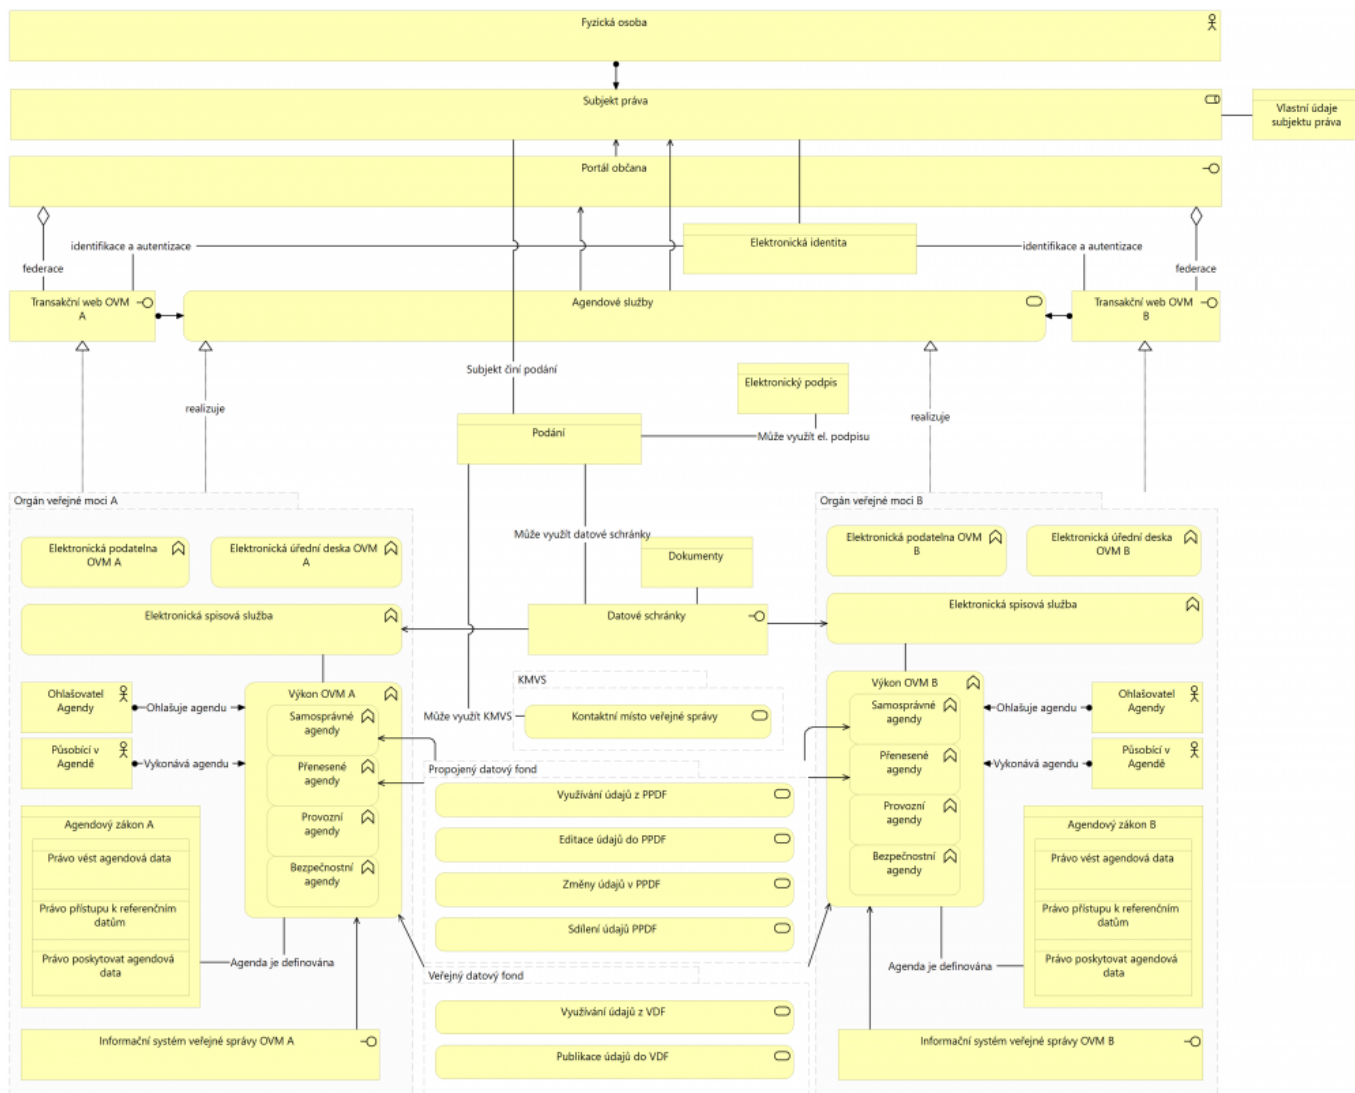 Fyzická osoba
Subjekt práva
Vlastní údaje
subjektu práva
Portál občana
identifikace a autentizace
Elektronická identita
identifikace a autentizace
federace
federace
Transakční web OVM
A
Agendové služby
Transakční web OVM
B
Subjekt činí podání
Elektronický podpis
realizuje
realizuje
Podání
Může využít el. podpisu
Orgán veřejné moci A
Orgán veřejné moci B
Může využít datové schránky
Elektronická podatelna
OVM A
Elektronická úřední deska OVM
A
Dokumenty
Elektronická podatelna OVM
B
Elektronická úřední deska
OVM B
Elektronická spisová služba
Datové schránky
Elektronická spisová služba
KMVS
Ohlašovatel
Agendy
Ohlašuje agendu
Výkon OVM A
Samosprávné
agendy
Může využít KMVS
Kontaktní místo veřejné správy
Výkon OVM B
Samosprávné
agendy
Ohlašuje agendu
Ohlašovatel
Agendy
Působící v
Agendě
Vykonává agendu
Přenesené
agendy
Propojený datový fond
Přenesené
agendy
Vykonává agendu
Působící v
Agendě
Využívání údajů z PPDF
Provozní
agendy
Editace údajů do PPDF
Provozní
agendy
Agendový zákon A
Právo vést agendová data
Právo přístupu k referenčním
datům
Právo poskytovat agendová
data
Bezpečnostní
agendy
Změny údajů v PPDF
Bezpečnostní
agendy
Agendový zákon B
Právo vést agendová data
Právo přístupu k referenčním
datům
Právo poskytovat agendová
data
Sdílení údajů PPDF
Agenda je definována
Agenda je definována
Veřejný datový fond
Využívání údajů z VDF
Publikace údajů do VDF
Informační systém veřejné správy OVM A
Informační systém veřejné správy OVM B